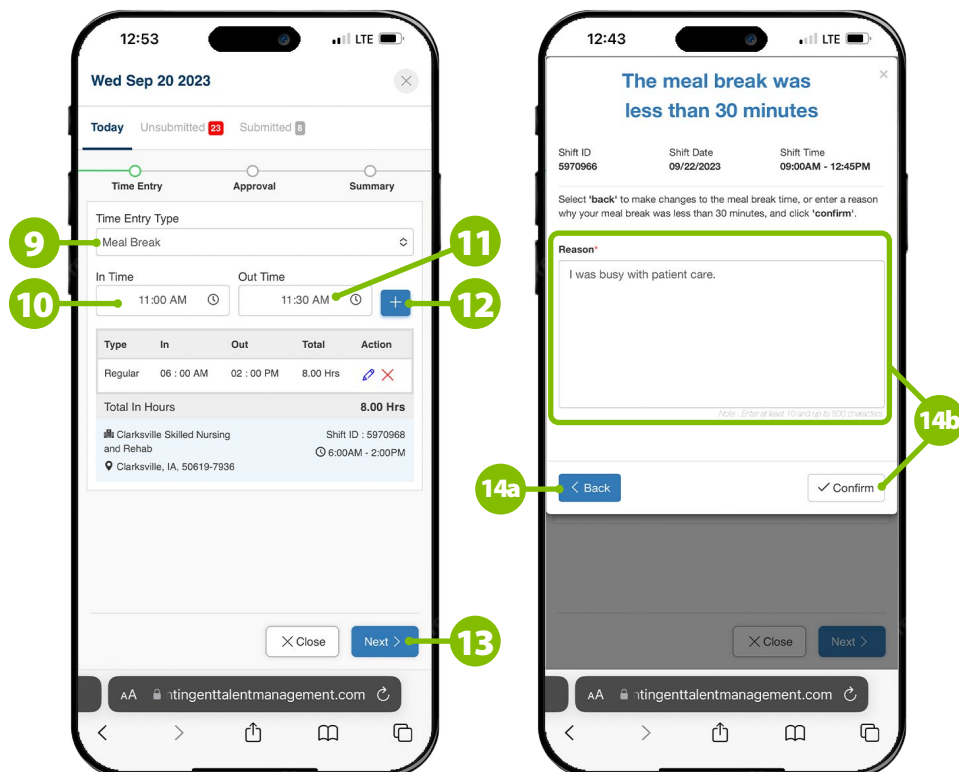 12:53
LTE
Wed Sep 20 2023
Today Unsubmitted 23 Submitted 8
Time Entry Approval Summary
Time Entry Type
9
Meal Break
11
In Time Out Time
10
11:00 AM 11:30 AM +
12
Type In Out Total Action
Regular 06 : 00 AM 02 : 00 PM 8.00 Hrs
Total In Hours 8.00 Hrs
Clarksville Skilled Nursing Shift ID : 5970968
and Rehab 6:00AM - 2:00PM
Clarksville, IA, 50619-7936
Close Next >
13
AA ntingenttalentmanagement.com
12:43
LTE
The meal break was
less than 30 minutes
×
Shift ID Shift Date Shift Time
5970966 09/22/2023 09:00AM - 12:45PM
Select 'back' to make changes to the meal break time, or enter a reason
why your meal break was less than 30 minutes, and click 'confirm'.
Reason*
I was busy with patient care.
Note : Enter at least 10 and up to 500 characters
14b
14a
< Back Confirm
Close Next >
AA ntingenttalentmanagement.com